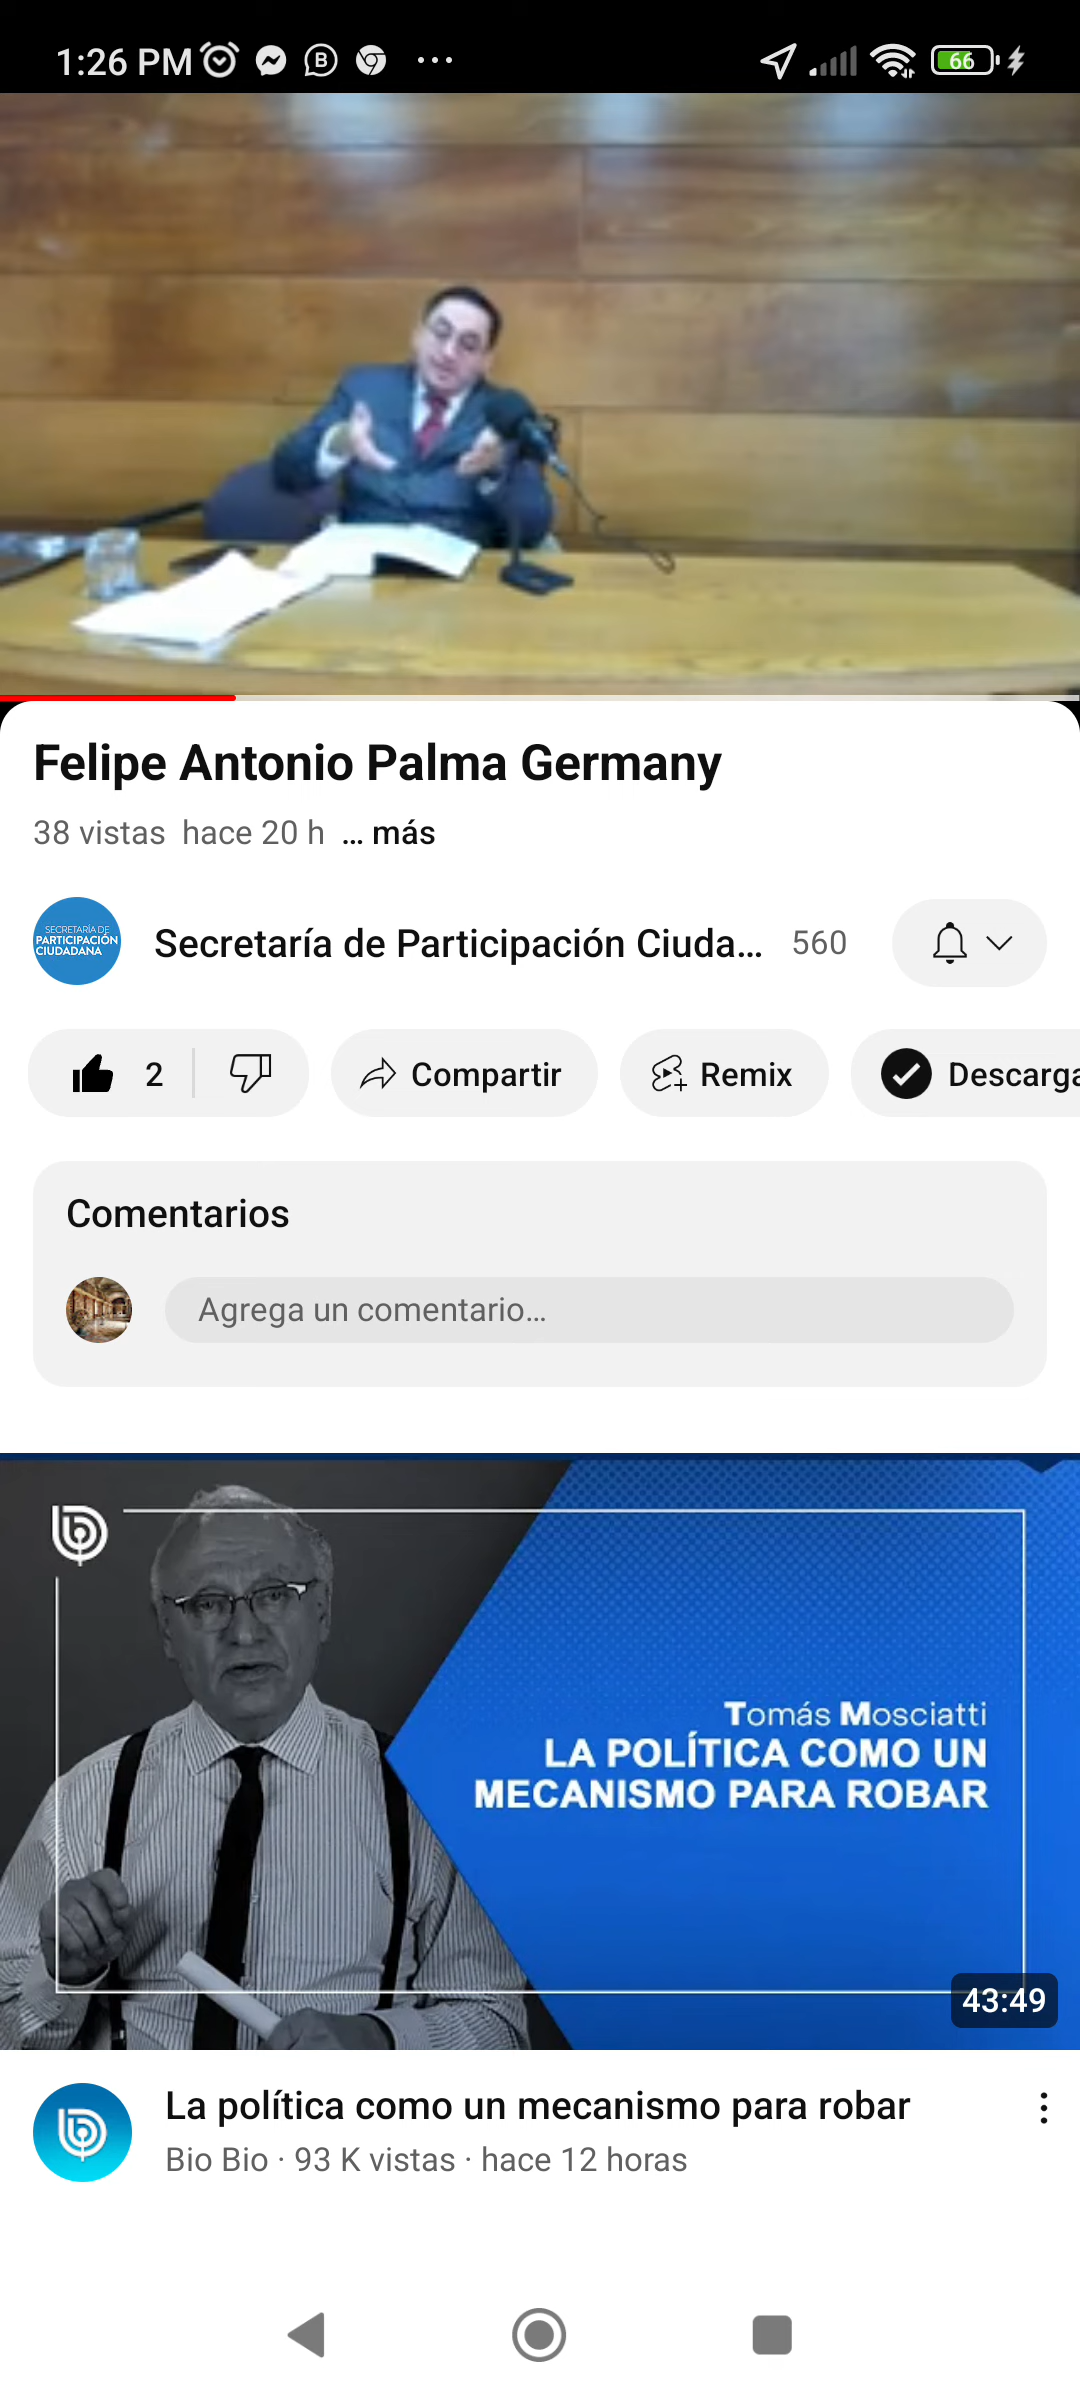 1:26 PM
B
66
Felipe Antonio Palma Germany
38 vistas hace 20 h ... más
SECRETARÍA DE
PARTICIPACIÓN
CIUDADANA
Secretaría de Participación Ciuda... 560
2
Compartir
Remix
Descarga
Comentarios
Agrega un comentario...
Tomás Mosciatti
LA POLÍTICA COMO UN
MECANISMO PARA ROBAR
43:49
La política como un mecanismo para robar
Bio Bio · 93 K vistas · hace 12 horas